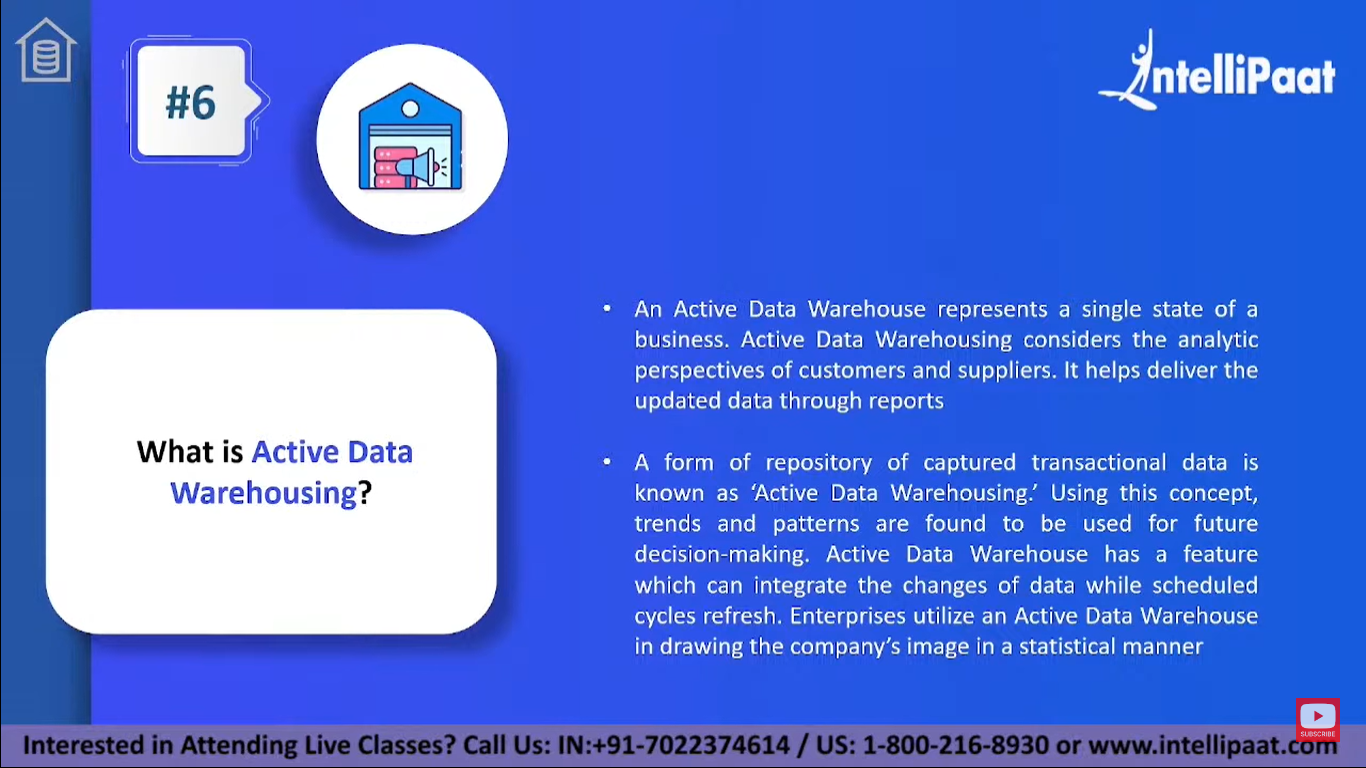 #6
IntelliPaat
What is Active Data
Warehousing?
• An Active Data Warehouse represents a single state of a
business. Active Data Warehousing considers the analytic
perspectives of customers and suppliers. It helps deliver the
updated data through reports
• A form of repository of captured transactional data is
known as ‘Active Data Warehousing.’ Using this concept,
trends and patterns are found to be used for future
decision-making. Active Data Warehouse has a feature
which can integrate the changes of data while scheduled
cycles refresh. Enterprises utilize an Active Data Warehouse
in drawing the company’s image in a statistical manner
SUBSCRIBE
Interested in Attending Live Classes? Call Us: IN:+91-7022374614 / US: 1-800-216-8930 or www.intellipaat.com